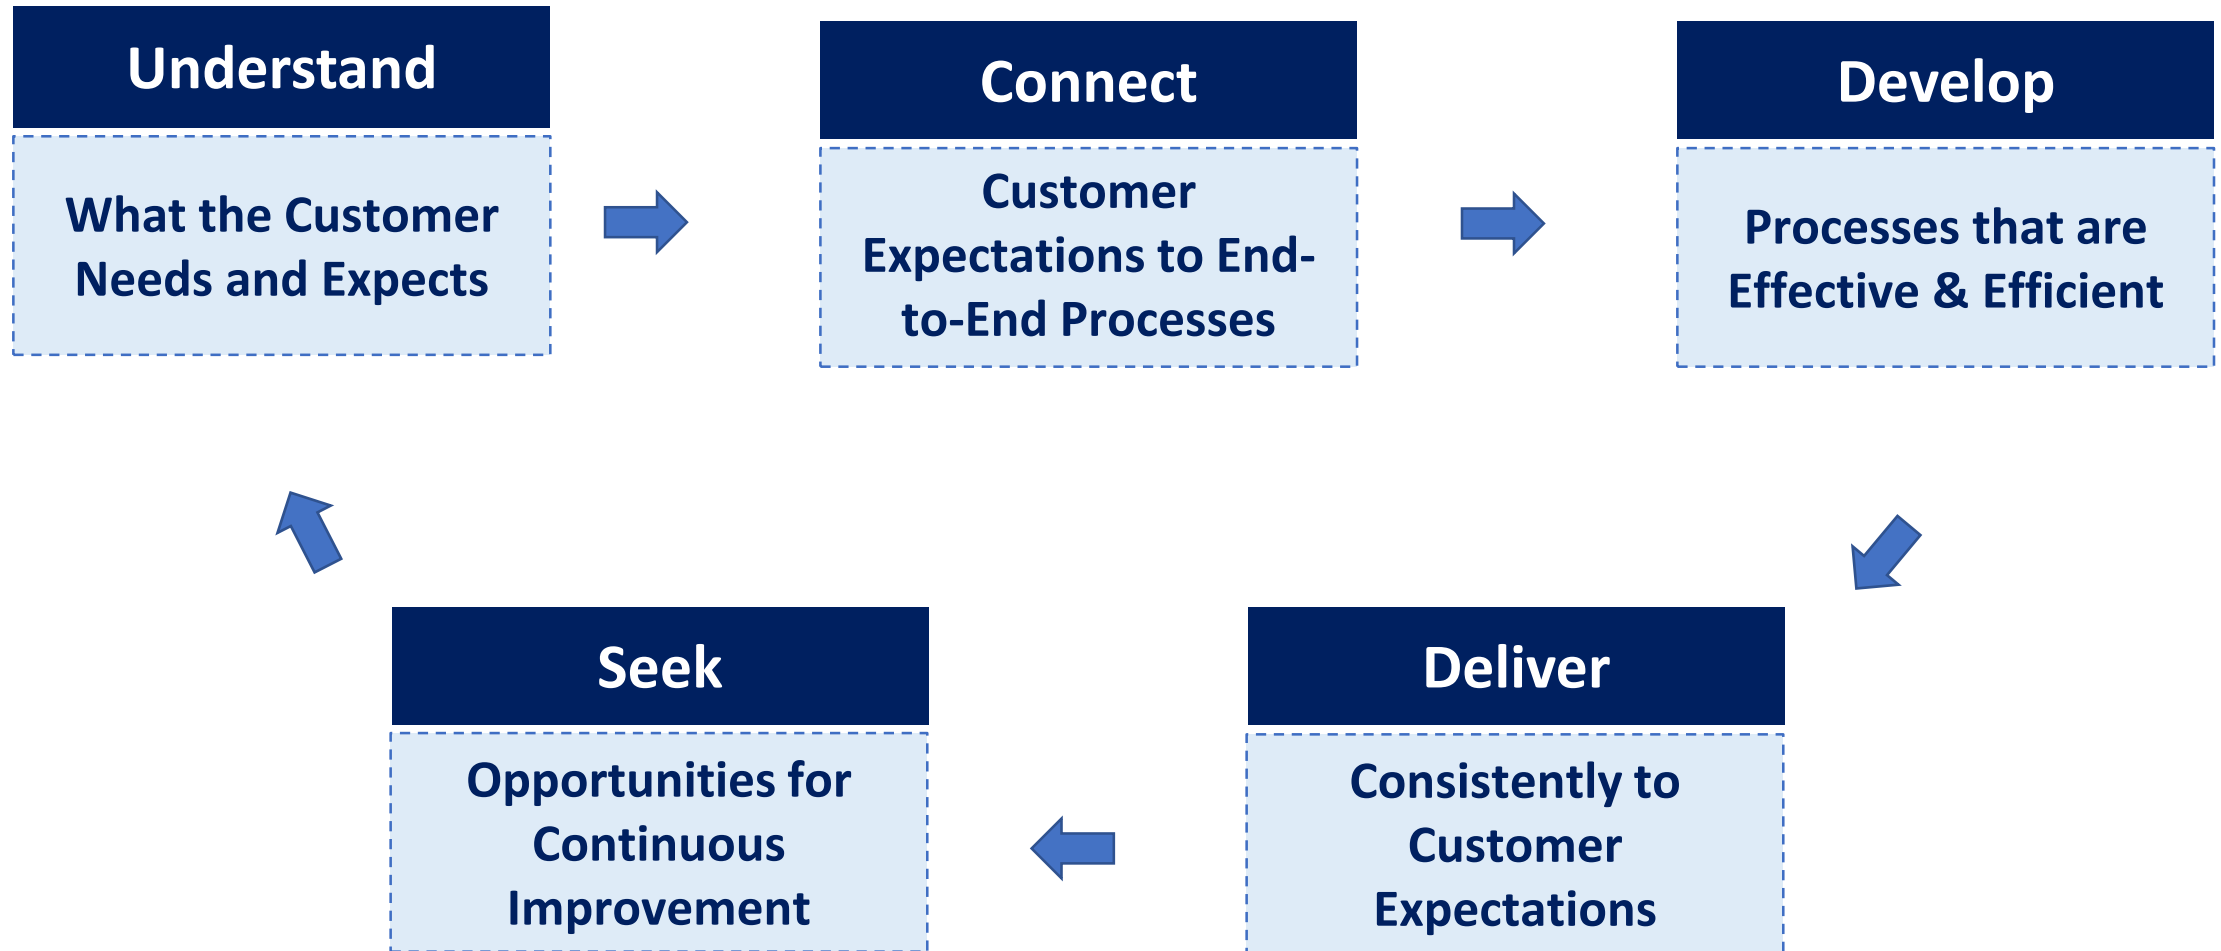 Understand
What the Customer
Needs and Expects
Connect
Customer
Expectations to End-
to-End Processes
Develop
Processes that are
Effective & Efficient
Seek
Opportunities for
Continuous
Improvement
Deliver
Consistently to
Customer
Expectations